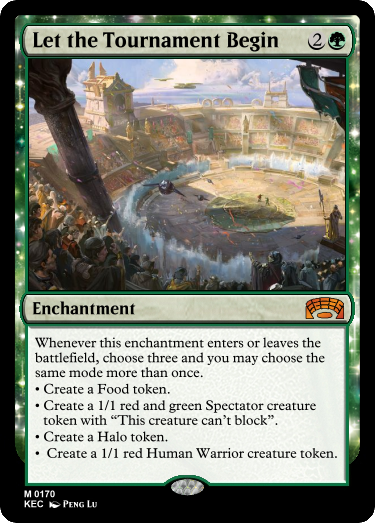 Let the Tournament Begin 2
Enchantment
Whenever this enchantment enters or leaves the
battlefield, choose three and you may choose the
same mode more than once.
• Create a Food token.
• Create a 1/1 red and green Spectator creature
token with “This creature can't block”.
• Create a Halo token.
• Create a 1/1 red Human Warrior creature token.
M 0170
KEC Peng Lu